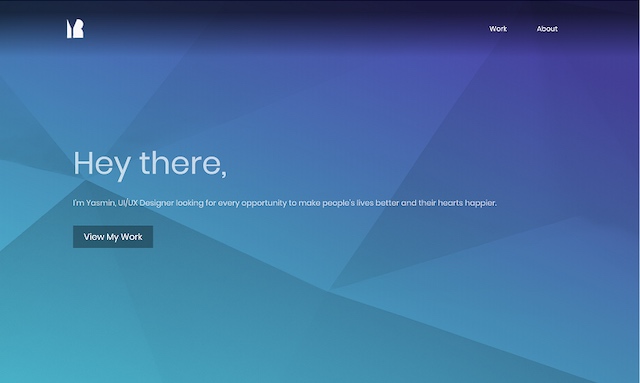 Work
About
Hey there,
I'm Yasmin, UI/UX Designer looking for every opportunity to make people's lives better and their hearts happier.
View My Work